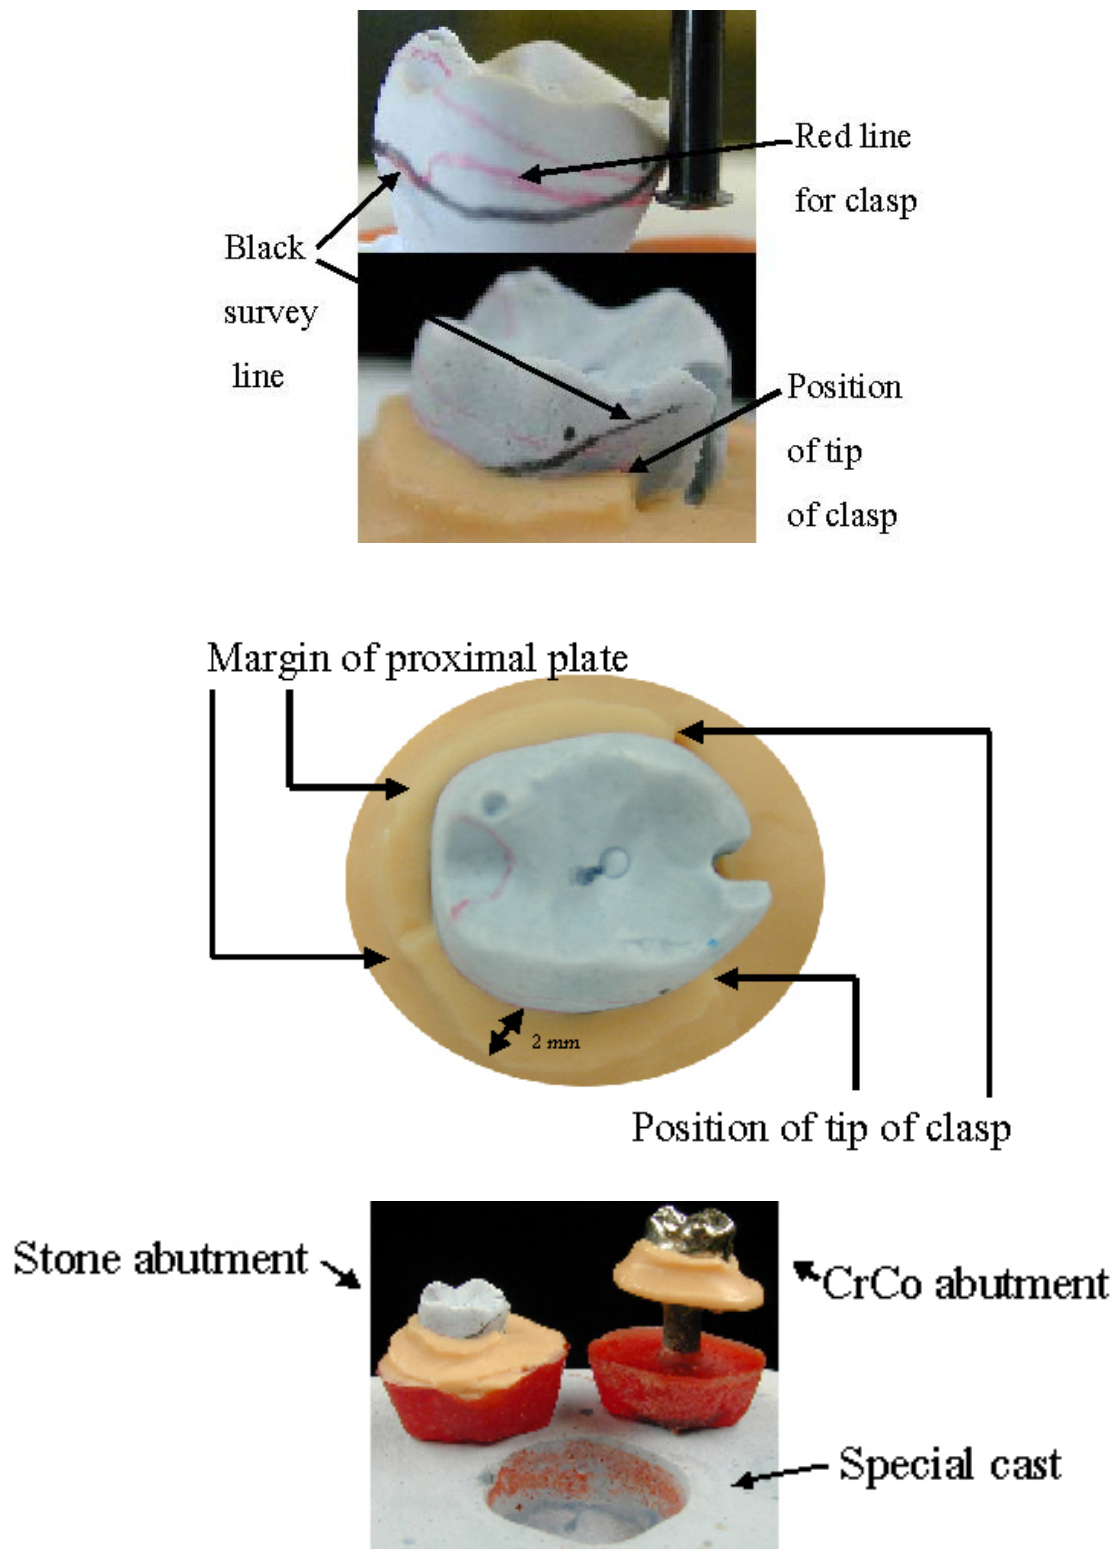 Red line
for clasp
Black
survey
line
Position
of tip
of clasp
Margin of proximal plate
2 mm
Position of tip of clasp
Stone abutment
CrCo abutment
Special cast